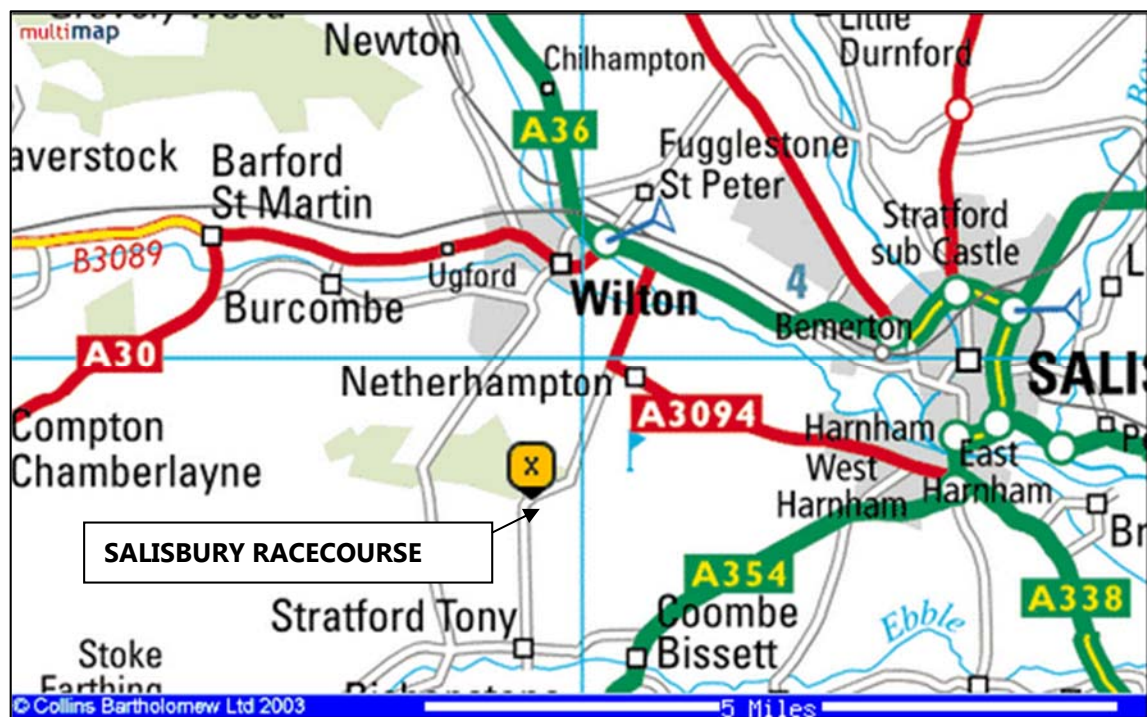 multimap
Newton
Chilhampton
Little
Durnford
A36
averstock
Barford
St Martin
Fugglestone
St Peter
Stratford
sub Castle
B3089
Ugford
Burcombe
Wilton
4
Bemerton
A30
Netherhampton
SALIS
A3094
Compton
Chamberlayne
Harnham
West
Harnham
East
Harnham
X
SALISBURY RACECOURSE
A354
A338
Br
Stratford Tony
Coombe
Bissett
Ebble
Stoke
Farthing
© Collins Bartholomew Ltd 2003
5 Miles